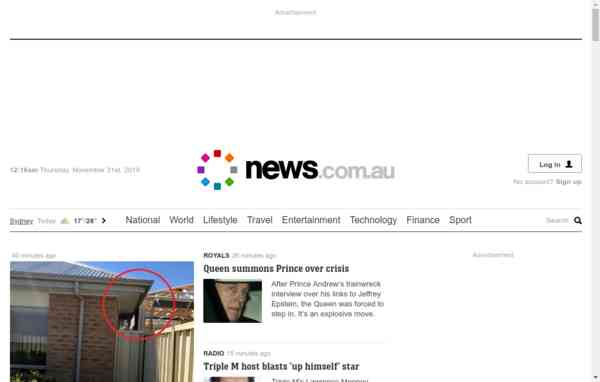 Advertisement
12:16am Thursday, November 21st, 2019
news.com.au
Log in
No account? Sign up
Sydney Today 17°/28°
National World Lifestyle Travel Entertainment Technology Finance Sport
Search
40 minutes ago
ROYALS 26 minutes ago
Advertisement
Queen summons Prince over crisis
After Prince Andrew's trainwreck
interview over his links to Jeffrey
Epstein, the Queen was forced to
step in. It's an explosive move.
RADIO 15 minutes ago
Triple M host blasts 'up himself' star